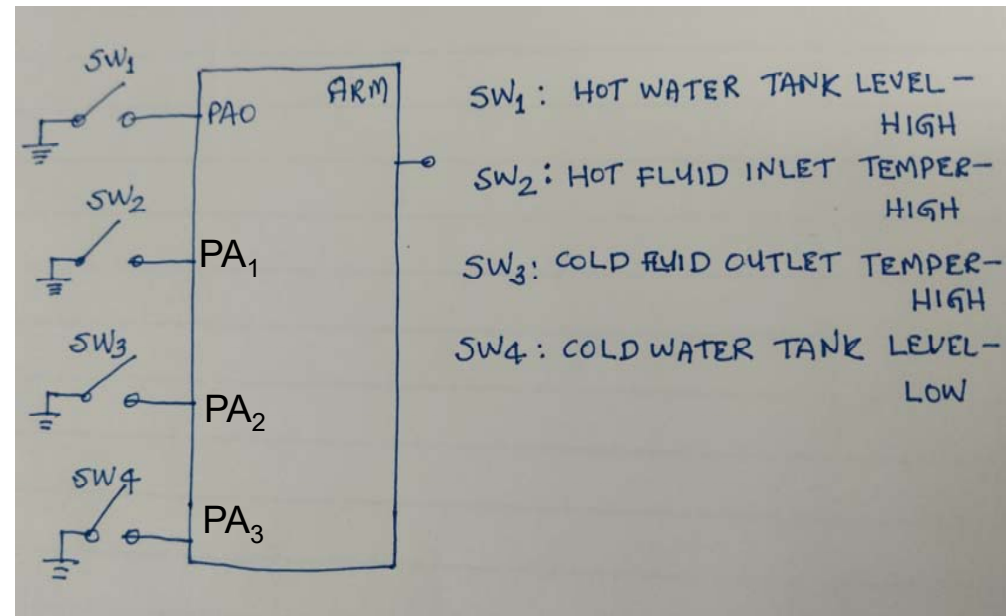 SW1
PA0
ARM
SW2
PA1
SW3
PA2
SW4
PA3
SW1: HOT WATER TANK LEVEL-
HIGH
SW2: HOT FLUID INLET TEMPER-
HIGH
SW3: COLD FLUID OUTLET TEMPER-
HIGH
SW4: COLD WATER TANK LEVEL-
LOW